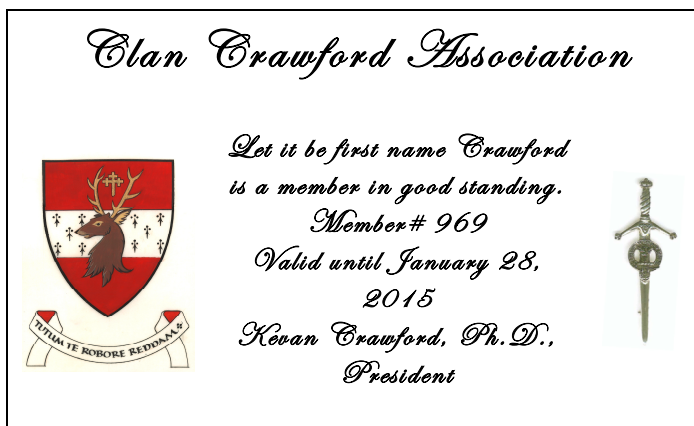 Clan Crawford Association
Let it be first name Crawford
is a member in good standing.
Member# 969
Valid until January 28,
2015
Kevan Crawford, Ph.D.,
President
TUTUM TE ROBORE REDDAM